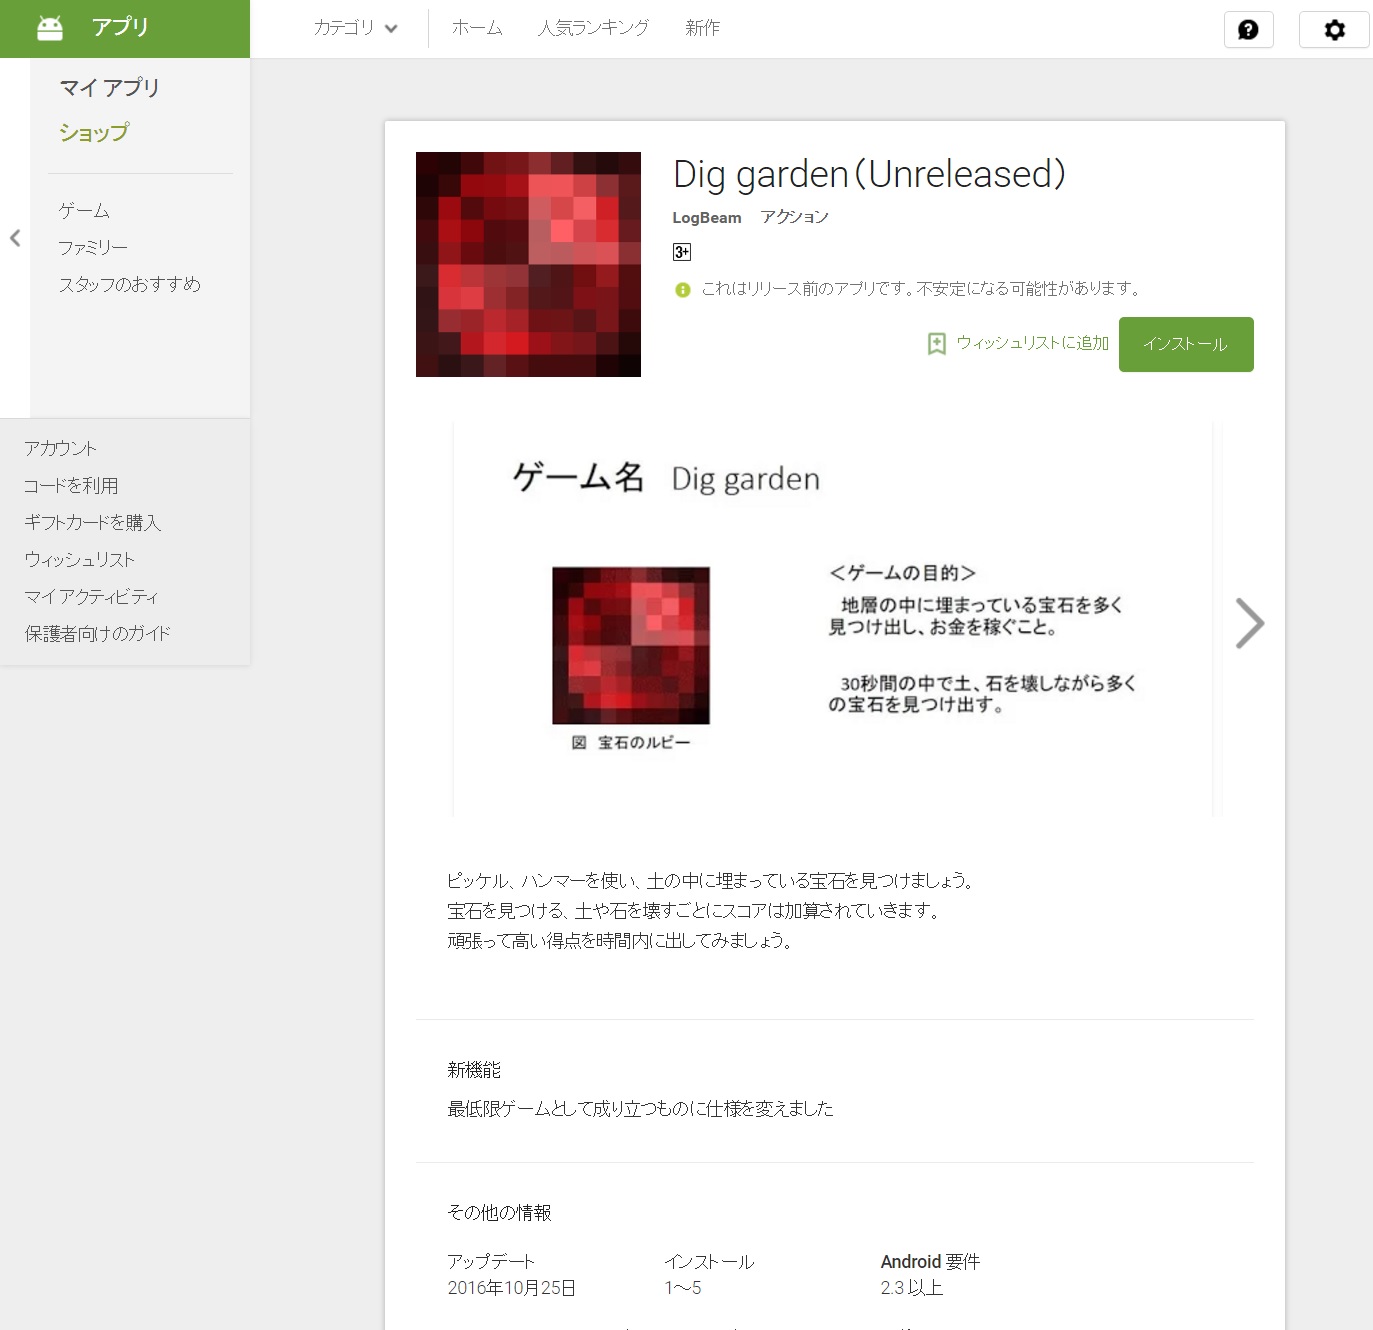 アプリ
カテゴリ
ホーム
人気ランキング
新作
マイ アプリ
ショップ
ゲーム
ファミリー
スタッフのおすすめ
アカウント
コードを利用
ギフトカードを購入
ウィッシュリスト
マイ アクティビティ
保護者向けのガイド
Dig garden（Unreleased）
LogBeam アクション
3+
これはリリース前のアプリです。不安定になる可能性があります。
ウィッシュリストに追加
インストール
ゲーム名 Dig garden
＜ゲームの目的＞
地層の中に埋まっている宝石を多く
見つけ出し、お金を稼ぐこと。
30秒間の中で土、石を壊しながら多く
の宝石を見つけ出す。
図 宝石のルビー
ピッケル、ハンマーを使い、土の中に埋まっている宝石を見つけましょう。
宝石を見つける、土や石を壊すごとにスコアは加算されていきます。
頑張って高い得点を時間内に出してみましょう。
新機能
最低限ゲームとして成り立つものに仕様を変えました
その他の情報
アップデート
2016年10月25日
インストール
1～5
Android 要件
2.3 以上